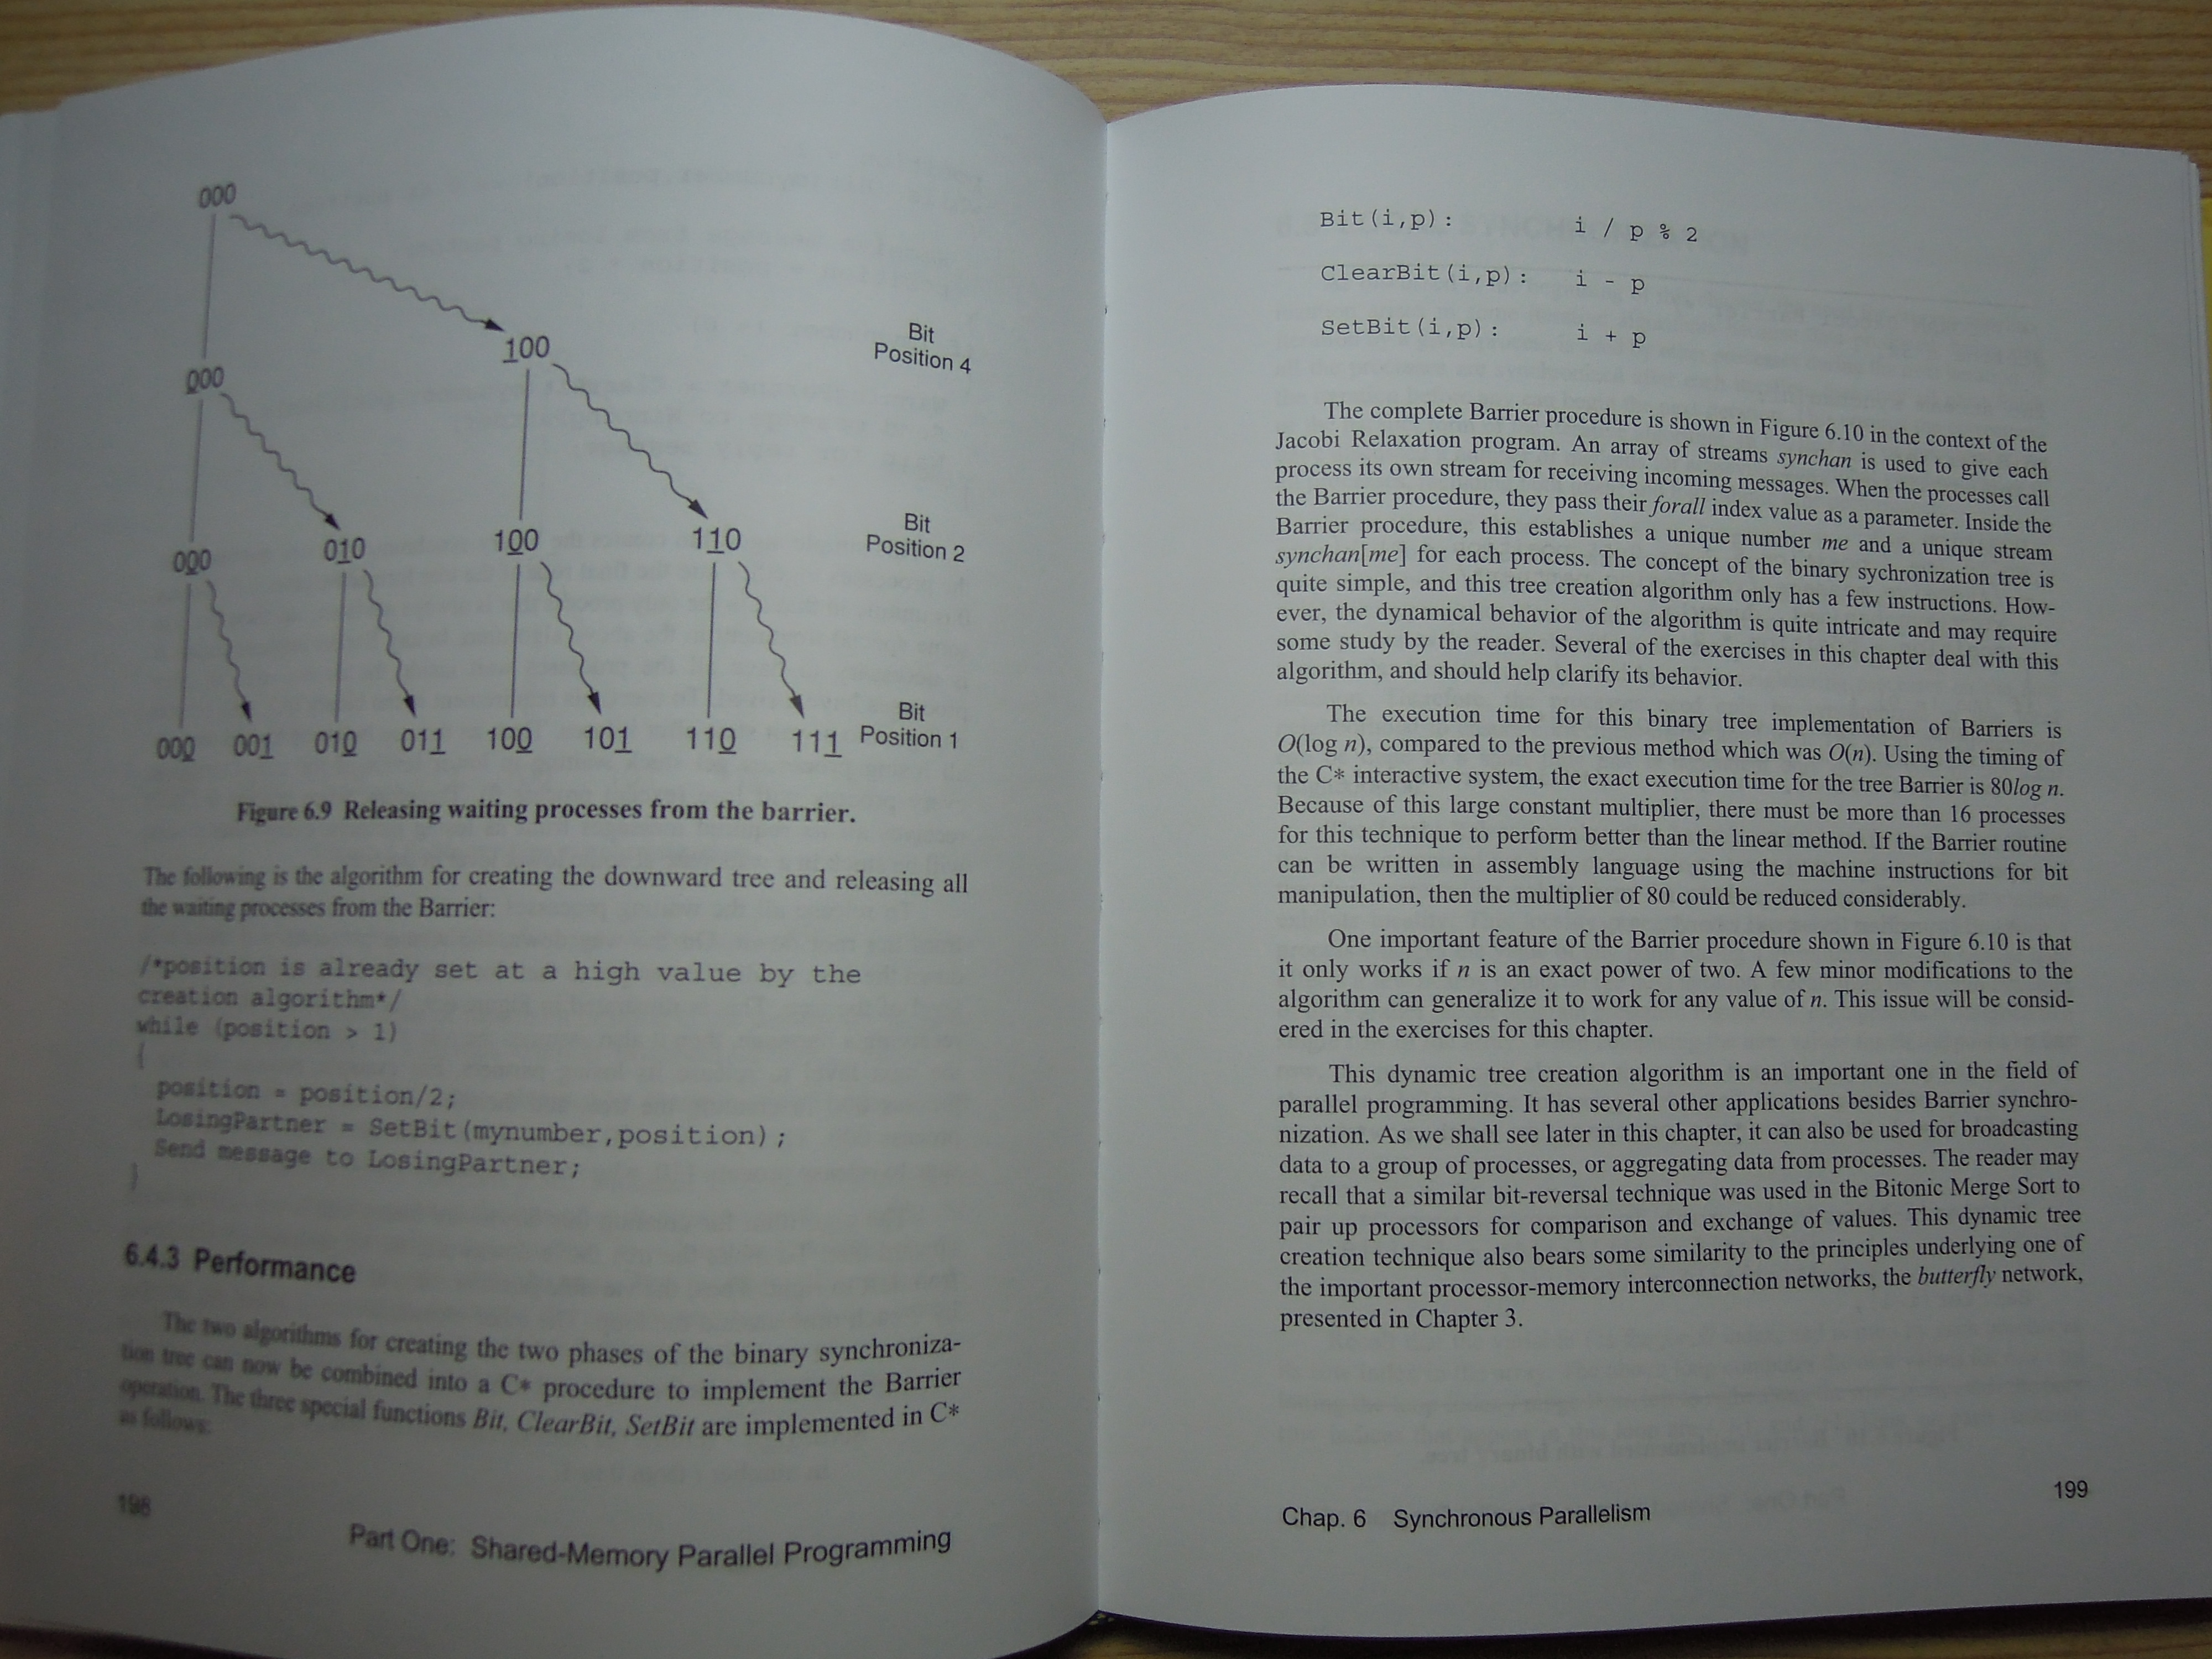 000
100
Bit
Position 4
000
Bit
Position 2
000
010
100
110
000 001 010 011 100 101 110 111
Bit
Position 1
Figure 6.9 Releasing waiting processes from the barrier.
The following is the algorithm for creating the downward tree and releasing all
the waiting processes from the Barrier:
/*position is already set at a high value by the
creation algorithm*/
while (position > 1)
{
position = position/2;
LosingPartner = SetBit(mynumber,position);
Send message to LosingPartner;
}
6.4.3 Performance
The two algorithms for creating the two phases of the binary synchroniza-
tion tree can now be combined into a C* procedure to implement the Barrier
operation. The three special functions Bit, ClearBit, SetBit are implemented in C*
as follows:
198
Part One: Shared-Memory Parallel Programming
Bit(i,p): i / p % 2
ClearBit(i,p): i - p
SetBit(i,p): i + p
The complete Barrier procedure is shown in Figure 6.10 in the context of the
Jacobi Relaxation program. An array of streams synchan is used to give each
process its own stream for receiving incoming messages. When the processes call
the Barrier procedure, they pass their forall index value as a parameter. Inside the
Barrier procedure, this establishes a unique number me and a unique stream
synchan[me] for each process. The concept of the binary sychronization tree is
quite simple, and this tree creation algorithm only has a few instructions. How-
ever, the dynamical behavior of the algorithm is quite intricate and may require
some study by the reader. Several of the exercises in this chapter deal with this
algorithm, and should help clarify its behavior.
The execution time for this binary tree implementation of Barriers is
O(log n), compared to the previous method which was O(n). Using the timing of
the C* interactive system, the exact execution time for the tree Barrier is 80log n.
Because of this large constant multiplier, there must be more than 16 processes
for this technique to perform better than the linear method. If the Barrier routine
can be written in assembly language using the machine instructions for bit
manipulation, then the multiplier of 80 could be reduced considerably.
One important feature of the Barrier procedure shown in Figure 6.10 is that
it only works if n is an exact power of two. A few minor modifications to the
algorithm can generalize it to work for any value of n. This issue will be consid-
ered in the exercises for this chapter.
This dynamic tree creation algorithm is an important one in the field of
parallel programming. It has several other applications besides Barrier synchro-
nization. As we shall see later in this chapter, it can also be used for broadcasting
data to a group of processes, or aggregating data from processes. The reader may
recall that a similar bit-reversal technique was used in the Bitonic Merge Sort to
pair up processors for comparison and exchange of values. This dynamic tree
creation technique also bears some similarity to the principles underlying one of
the important processor-memory interconnection networks, the butterfly network,
presented in Chapter 3.
Chap. 6 Synchronous Parallelism
199